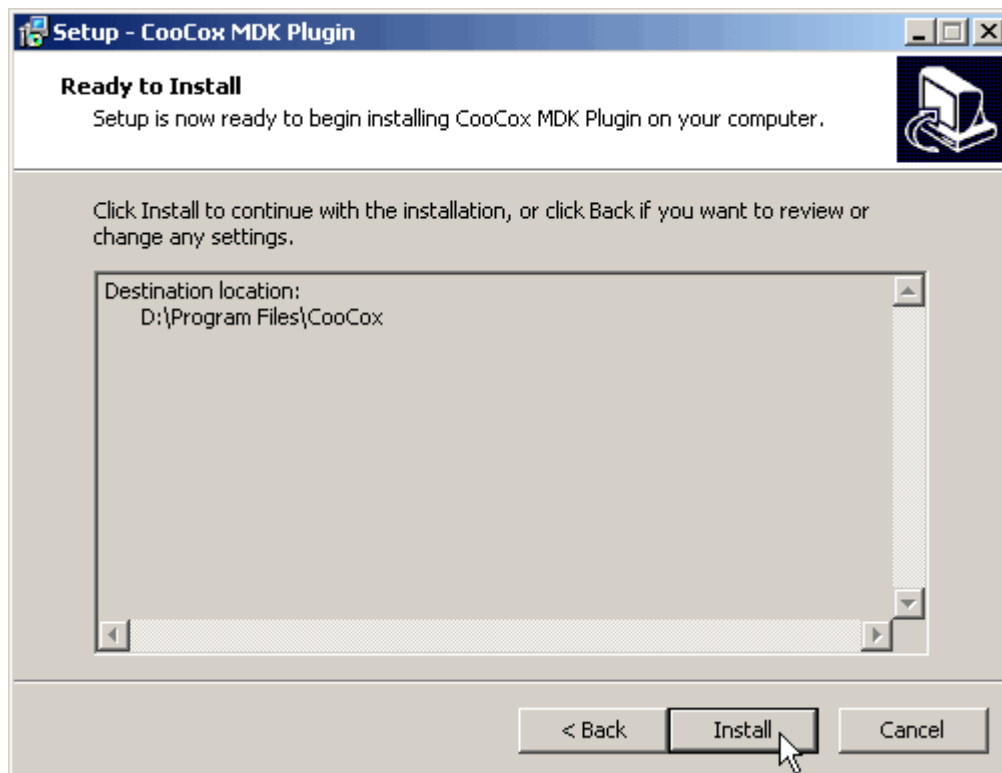 Setup - CooCox MDK Plugin
Ready to Install
Setup is now ready to begin installing CooCox MDK Plugin on your computer.
Click Install to continue with the installation, or click Back if you want to review or
change any settings.
Destination location:
D:\Program Files\CooCox
< Back
Install
Cancel